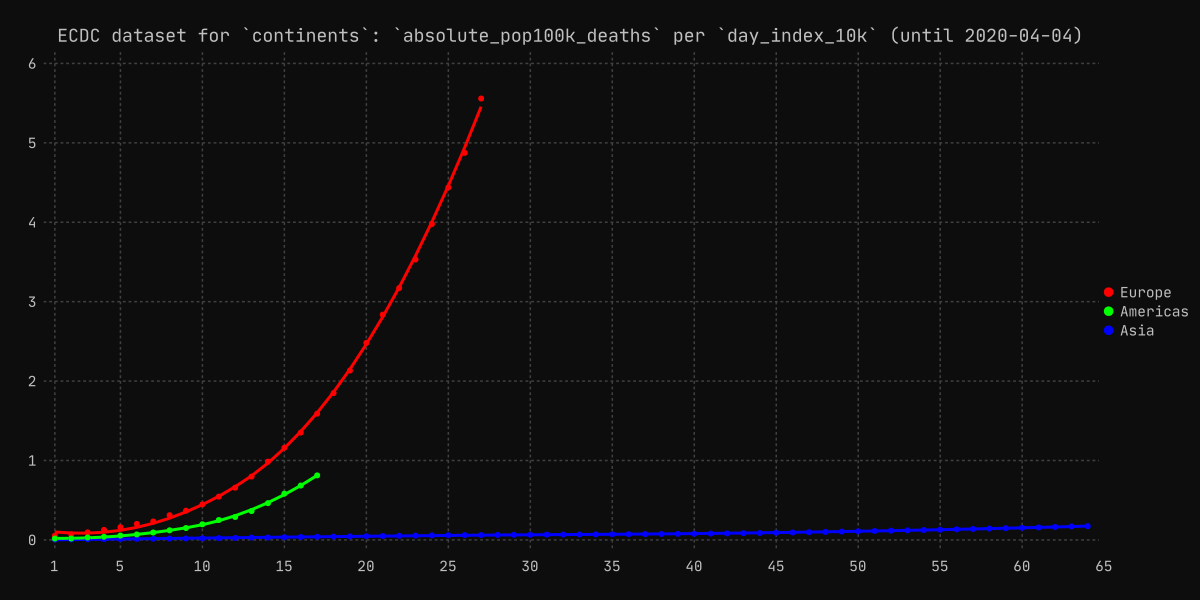 ECDC dataset for `continents`: `absolute_pop100k_deaths` per `day_index_10k` (until 2020-04-04)
6
5
4
3
2
1
0
1 5 10 15 20 25 30 35 40 45 50 55 60 65
Europe
Americas
Asia